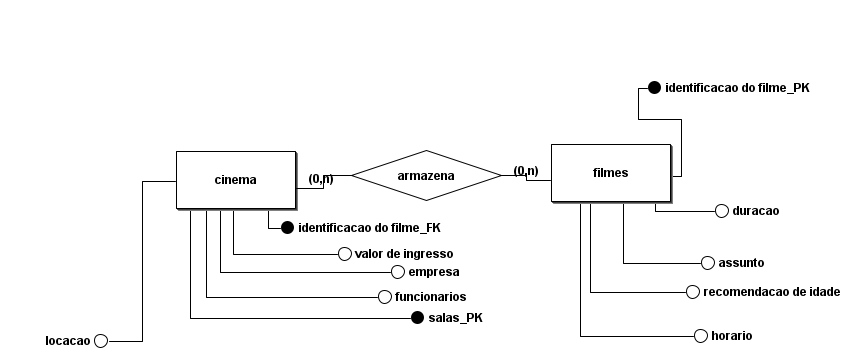 identificacao do filme_PK
cinema
(0,n)
armazena
(0,n)
filmes
duracao
identificacao do filme_FK
valor de ingresso
assunto
empresa
recomendacao de idade
funcionarios
salas_PK
horario
locacao